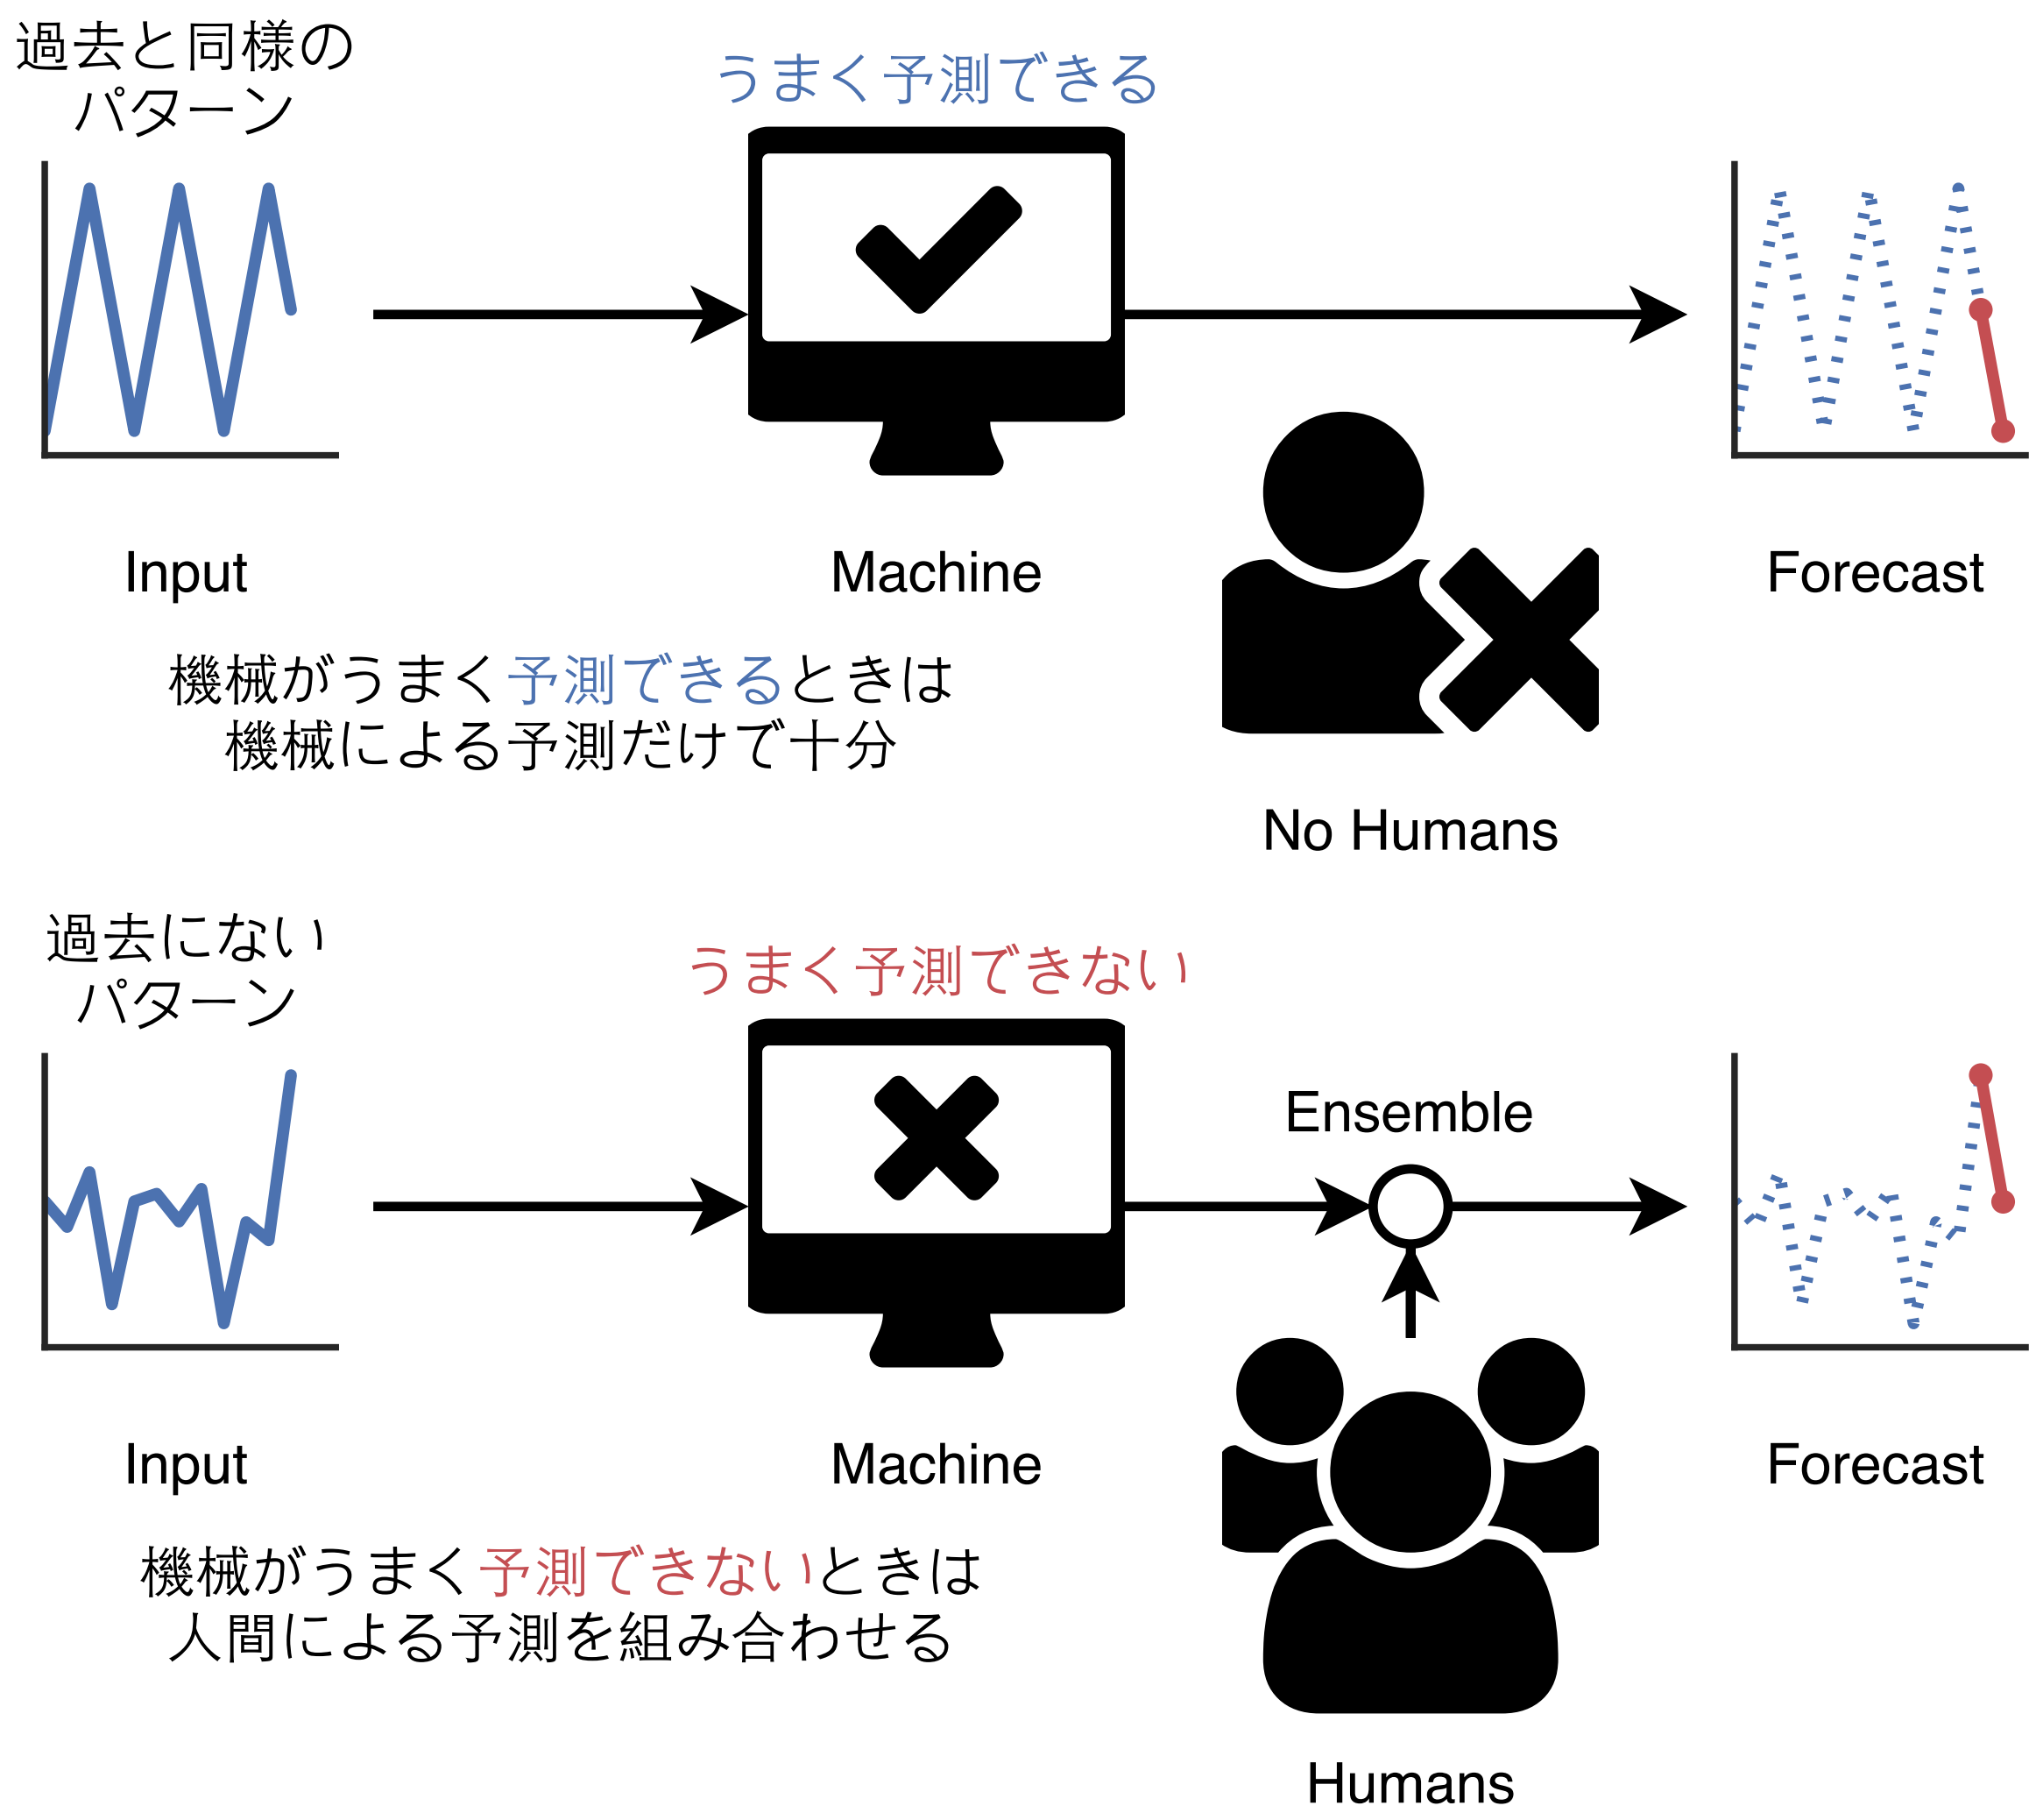 過去と同様の
パターン
うまく予測できる
Input
Machine
Forecast
機械がうまく予測できるときは
機械による予測だけで十分
No Humans
過去にない
パターン
うまく予測できない
Ensemble
Input
Machine
Forecast
機械がうまく予測できないときは
人間による予測を組み合わせる
Humans